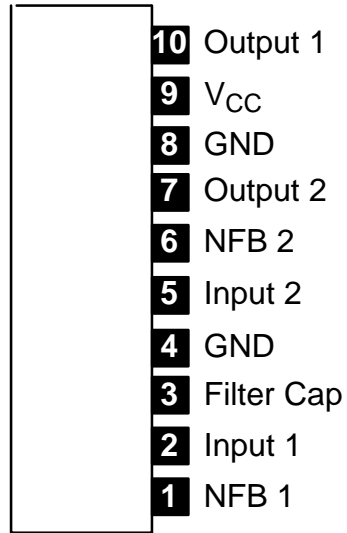 10 Output 1
9 VCC
8 GND
7 Output 2
6 NFB 2
5 Input 2
4 GND
3 Filter Cap
2 Input 1
1 NFB 1